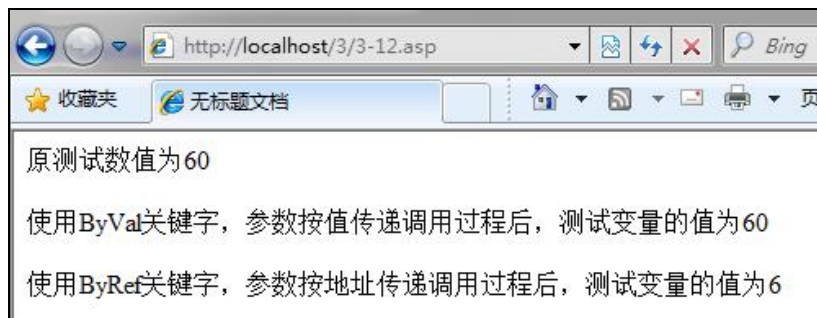 http://localhost/3/3-12.asp
Bing
收藏夹
无标题文档
页
原测试数值为60
使用ByVal关键字，参数按值传递调用过程后，测试变量的值为60
使用ByRef关键字，参数按地址传递调用过程后，测试变量的值为6